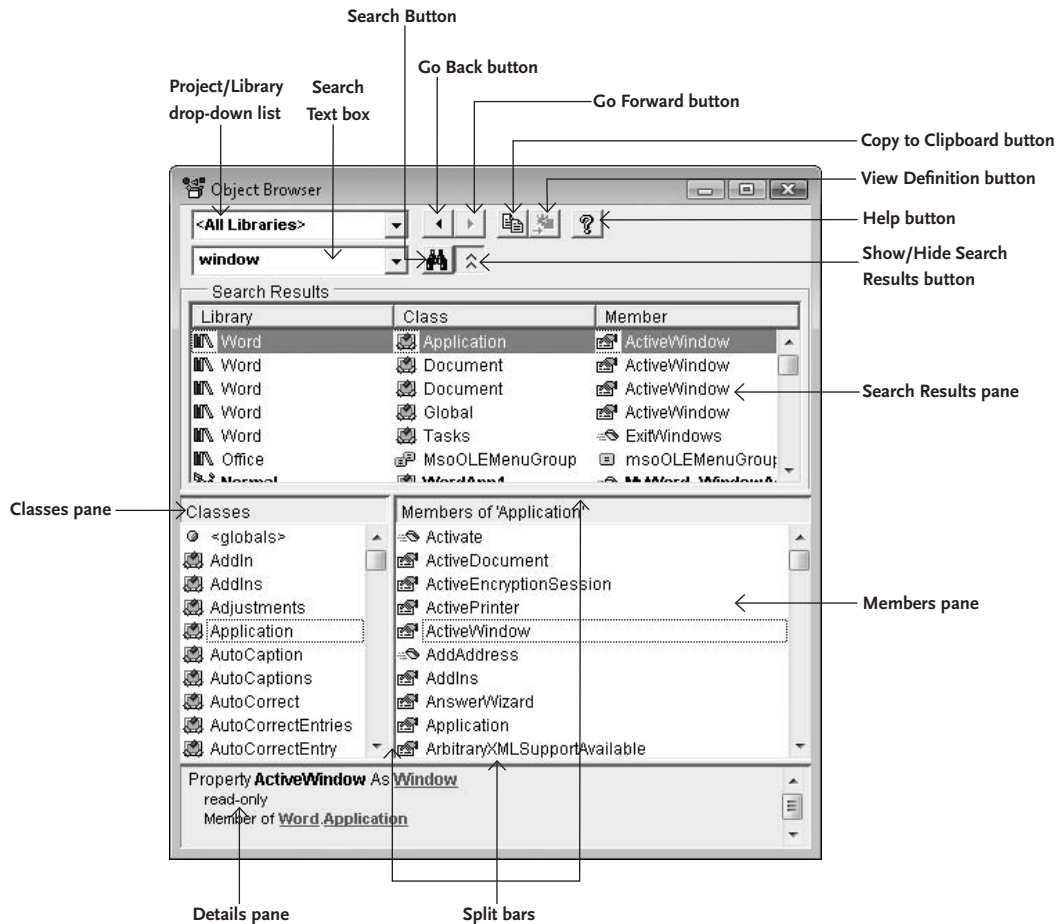 Search Button
Go Back button
Project/Library
drop-down list
Search
Text box
Go Forward button
Copy to Clipboard button
View Definition button
Help button
Show/Hide Search
Results button
Object Browser
<All Libraries>
window
Search Results
Library Class Member
Word Application ActiveWindow
Word Document ActiveWindow
Word Document ActiveWindow
Word Global ActiveWindow
Word Tasks ExitWindows
Office MsoOLEMenuGroup msoOLEMenuGroup
Normal
Search Results pane
Classes pane
Classes
Members of 'Application'
<globals>
AddIn
AddIns
Adjustments
Application
AutoCaption
AutoCaptions
AutoCorrect
AutoCorrectEntries
AutoCorrectEntry
Activate
ActiveDocument
ActiveEncryptionSession
ActivePrinter
ActiveWindow
AddAddress
AddIns
AnswerWizard
Application
ArbitraryXMLSupportAvailable
Members pane
Property ActiveWindow As Window
read-only
Member of Word.Application
Details pane
Split bars